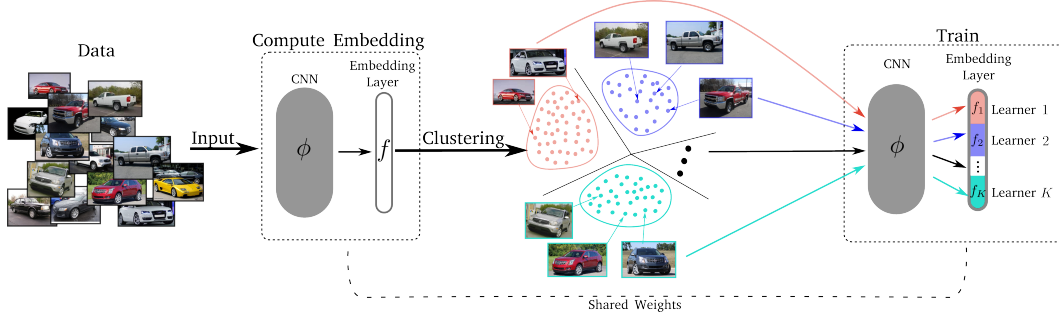 Data
Input
Compute Embedding
CNN
Embedding
Layer
ϕ
f
Clustering
Train
CNN
Embedding
Layer
ϕ
f1 Learner 1
f2 Learner 2
⋮
fK Learner K
Shared Weights